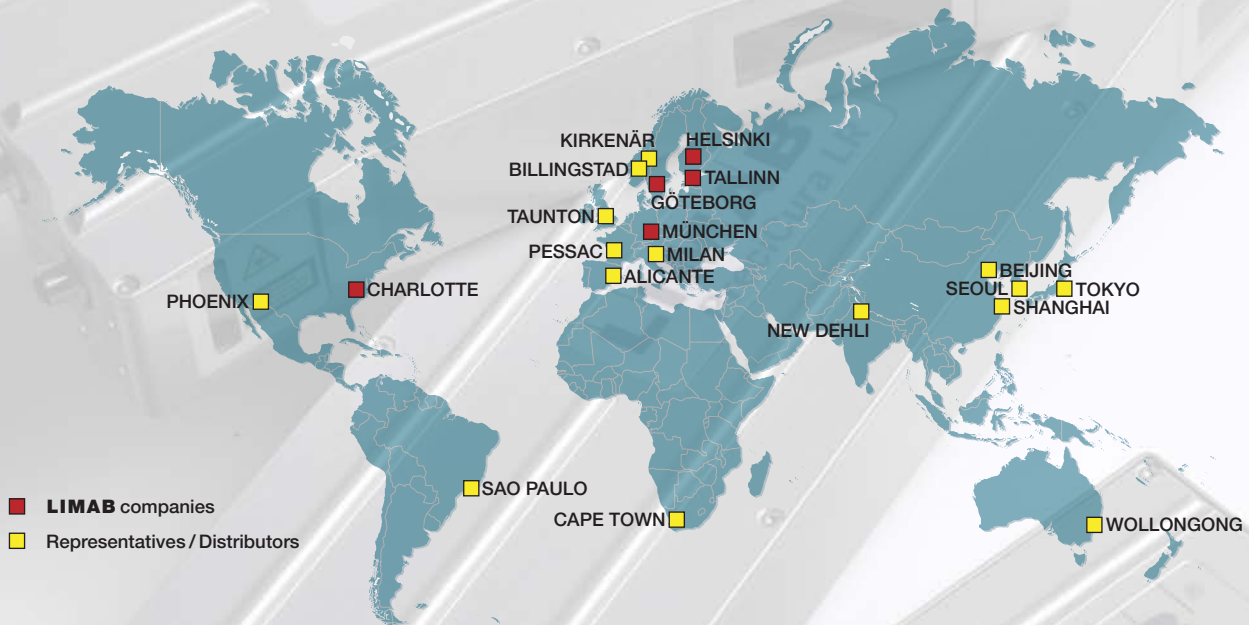 KIRKENÄR
HELSINKI
BILLINGSTAD
TALLINN
GÖTEBORG
TAUNTON
MÜNCHEN
PESSAC
MILAN
ALICANTE
BEIJING
CHARLOTTE
SEOUL
TOKYO
PHOENIX
SHANGHAI
NEW DEHLI
SAO PAULO
LIMAB companies
CAPE TOWN
WOLLONGONG
Representatives / Distributors